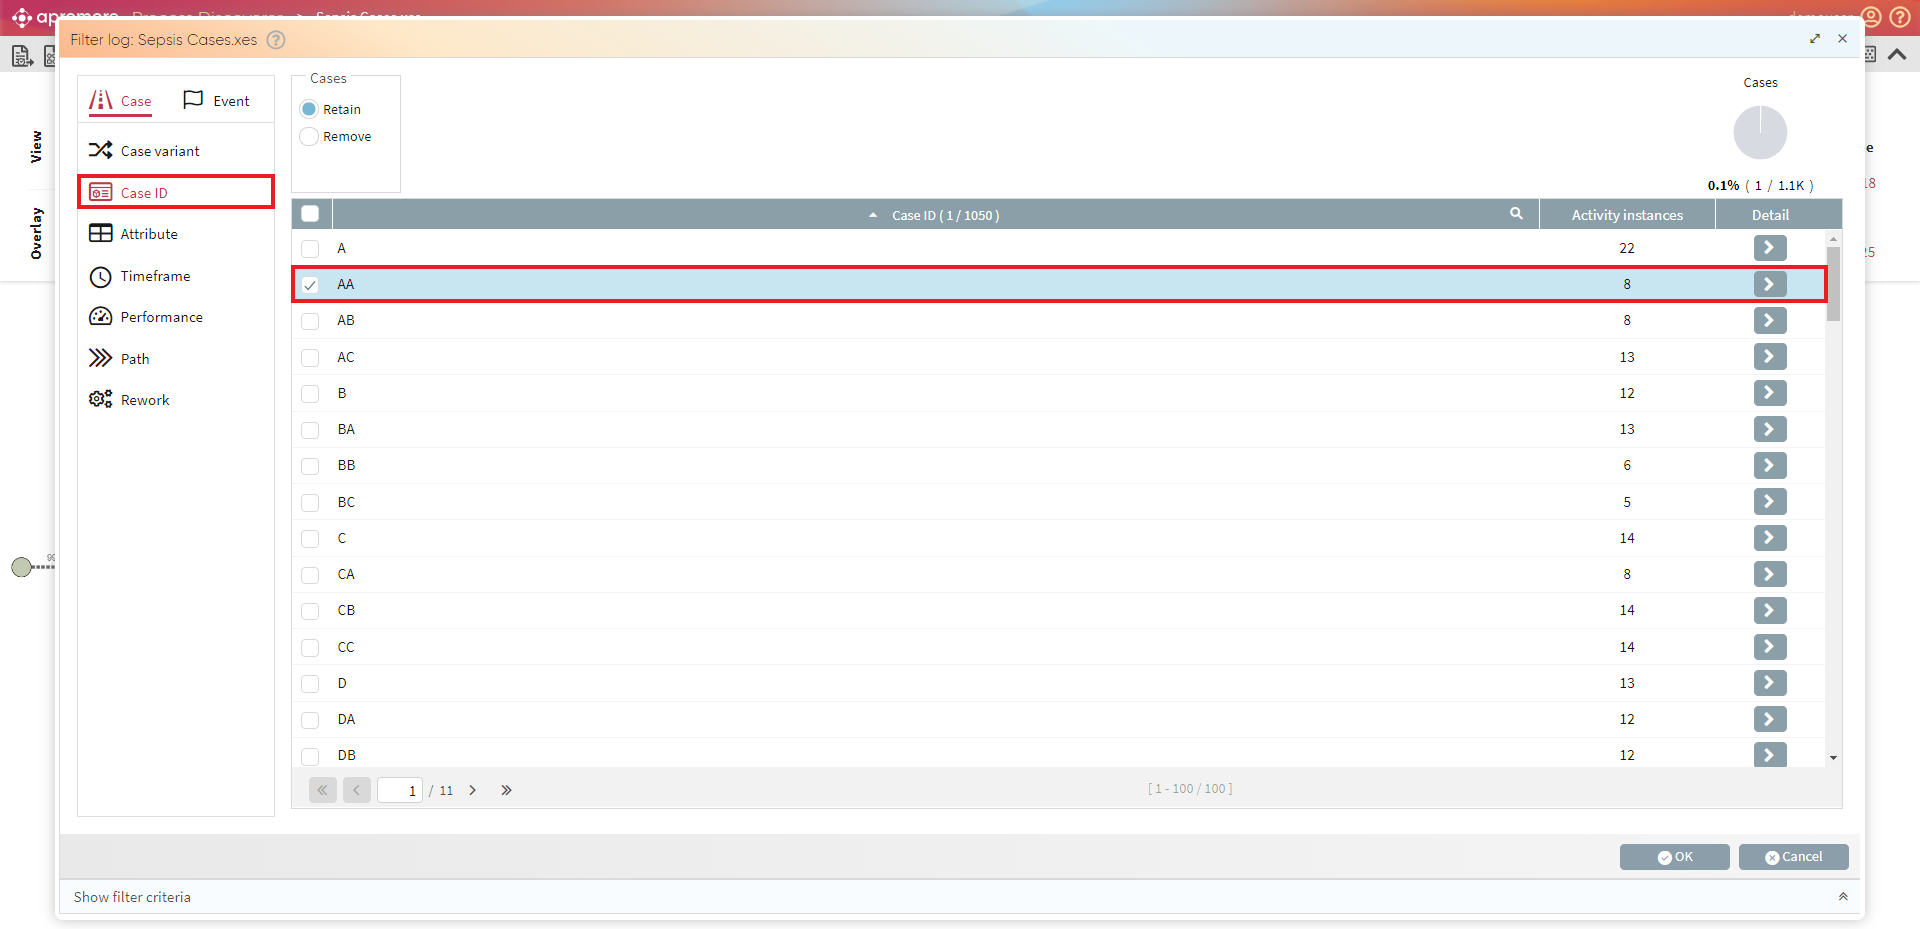 Filter log: Sepsis Cases.xes
View
Overlay
Case
Event
Case variant
Case ID
Attribute
Timeframe
Performance
Path
Rework
Cases
Retain
Remove
Cases
0.1% ( 1 / 1.1K )
Case ID ( 1 / 1050 ) Activity instances Detail
A 22
AA 8
AB 8
AC 13
B 12
BA 13
BB 6
BC 5
C 14
CA 8
CB 14
CC 14
D 13
DA 12
DB 12
1 / 11
[ 1 - 100 / 100 ]
OK Cancel
Show filter criteria